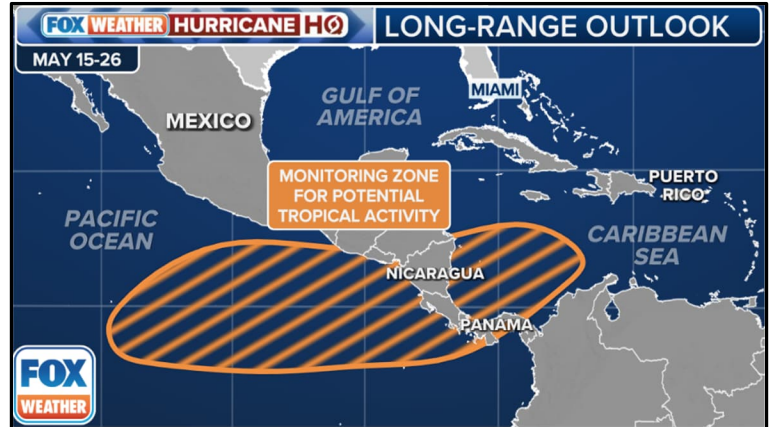 FOX WEATHER HURRICANE HQ
LONG-RANGE OUTLOOK
MAY 15-26
MIAMI
GULF OF
AMERICA
MEXICO
MONITORING ZONE
FOR POTENTIAL
TROPICAL ACTIVITY
PUERTO
RICO
PACIFIC
OCEAN
CARIBBEAN
SEA
NICARAGUA
PANAMA
FOX
WEATHER